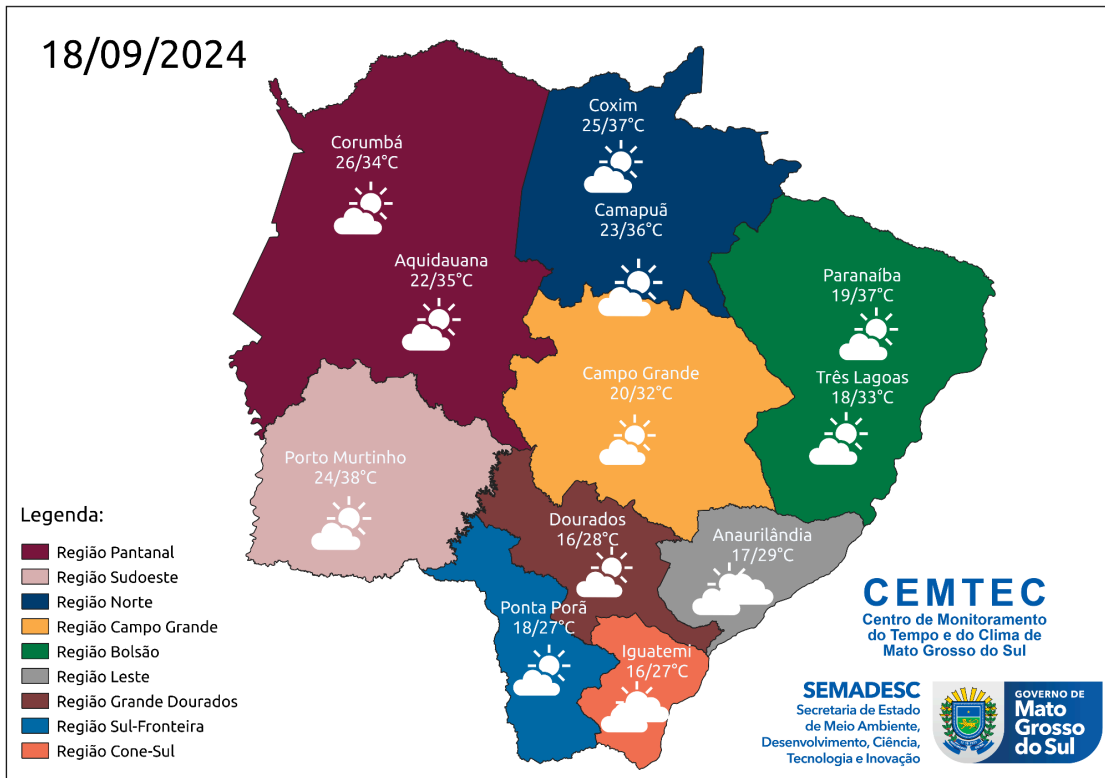 18/09/2024
Coxim
25/37°C
Corumbá
26/34°C
Camapuã
23/36°C
Aquidauana
22/35°C
Paranaíba
19/37°C
Campo Grande
20/32°C
Três Lagoas
18/33°C
Porto Murtinho
24/38°C
Dourados
16/28°C
Anaurilândia
17/29°C
Ponta Porã
18/27°C
Iguatemi
16/27°C
Legenda:
Região Pantanal
Região Sudoeste
Região Norte
Região Campo Grande
Região Bolsão
Região Leste
Região Grande Dourados
Região Sul-Fronteira
Região Cone-Sul
CEMTEC
Centro de Monitoramento
do Tempo e do Clima de
Mato Grosso do Sul
SEMADESC
Secretaria de Estado
de Meio Ambiente,
Desenvolvimento, Ciência,
Tecnologia e Inovação
GOVERNO DE
Mato
Grosso
do Sul